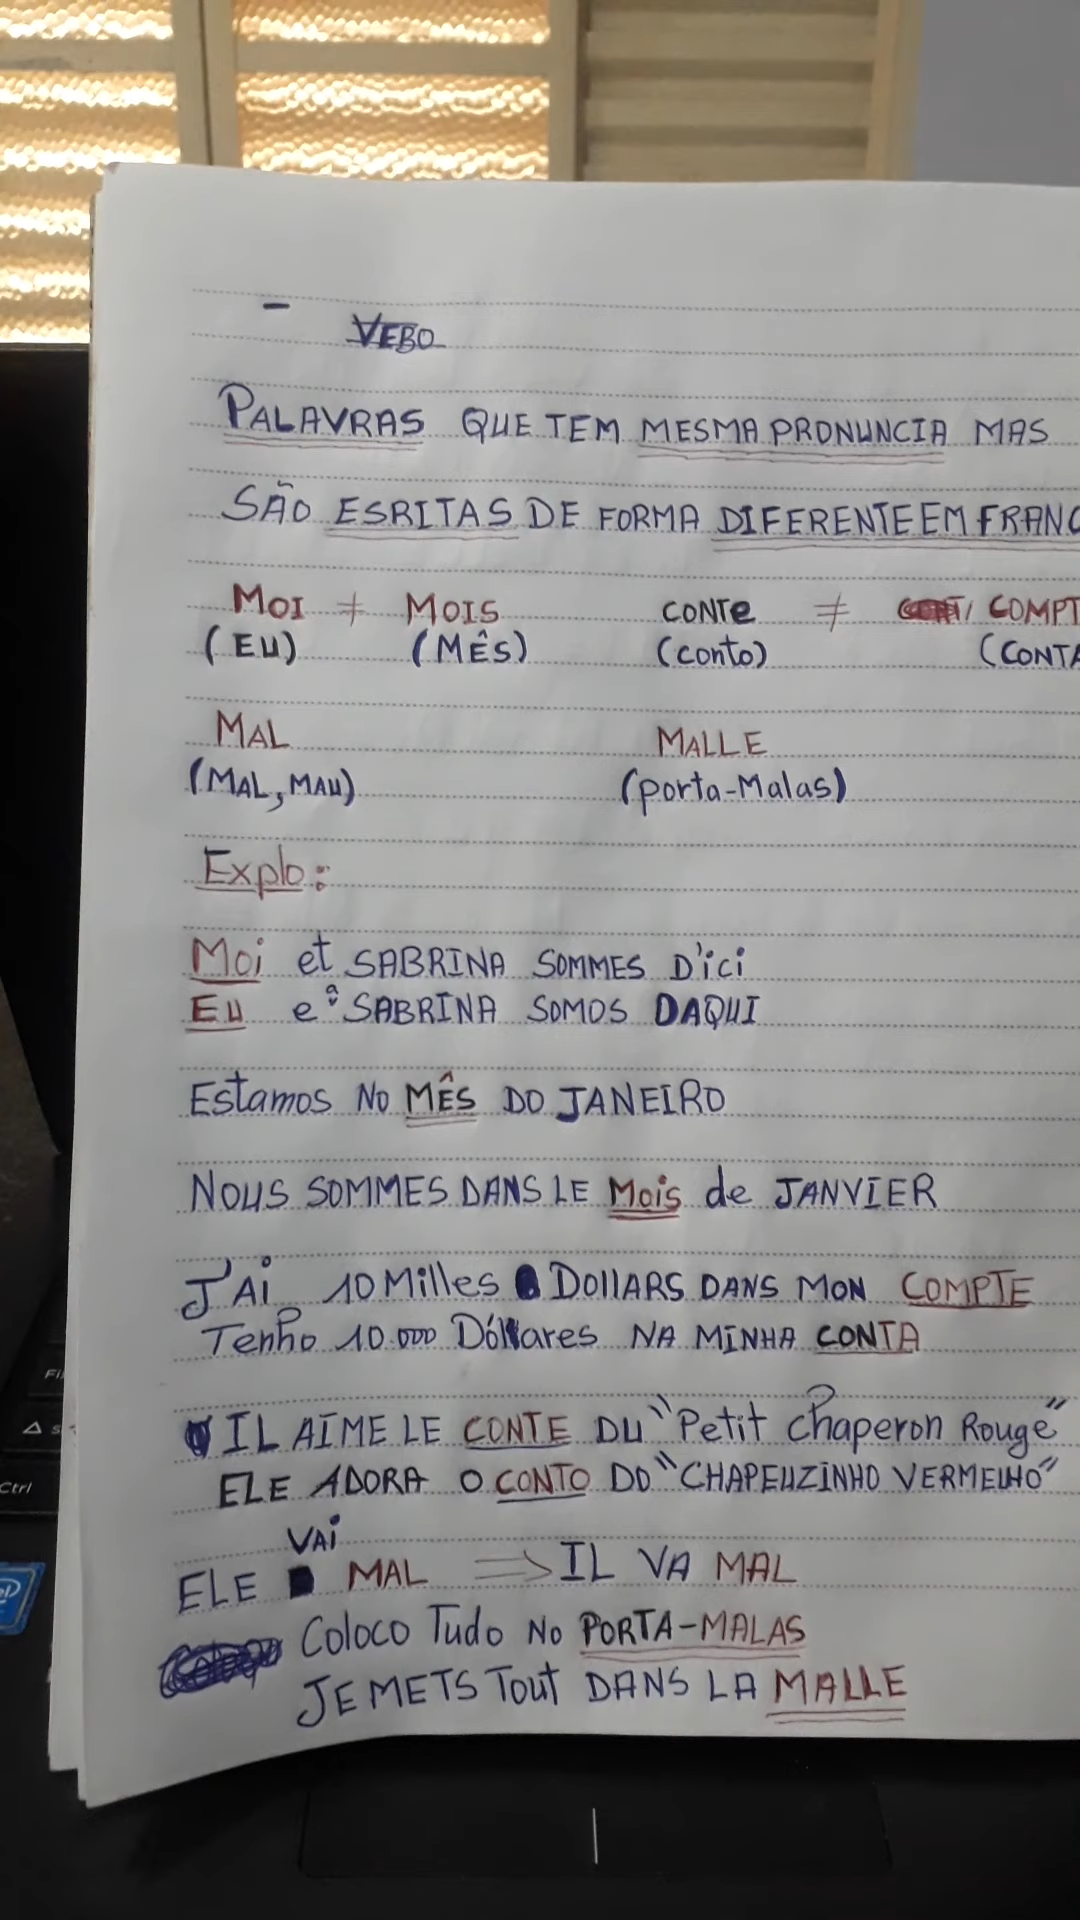 VEBO
PALAVRAS QUE TEM MESMA PRONUNCIA MAS
SÃO ESRITAS DE FORMA DIFERENTE EM FRANC
MOI ≠ MOIS CONTE ≠ COMPT
(EU) (MÊS) (conto) (CONTA
MAL MALLE
(MAL, MAU) (porta-Malas)
Explo:
Moi et SABRINA SOMMES D'ici
EU e a SABRINA SOMOS DAQUI
Estamos NO MÊS DO JANEIRO
NOUS SOMMES DANS LE Mois de JANVIER
J'Ai 10 Milles DOllARS DANS MON COMPTE
Tenho 10.000 Dólares NA MINHA CONTA
IL AIME LE CONTE DU "Petit Chaperon Rouge"
ELE ADORA O CONTO DO "CHAPEUZINHO VERMELHO"
VAi
ELE MAL => IL VA MAL
Coloco Tudo No PORTA-MALAS
JE METS Tout DANS LA MALLE
Ctrl